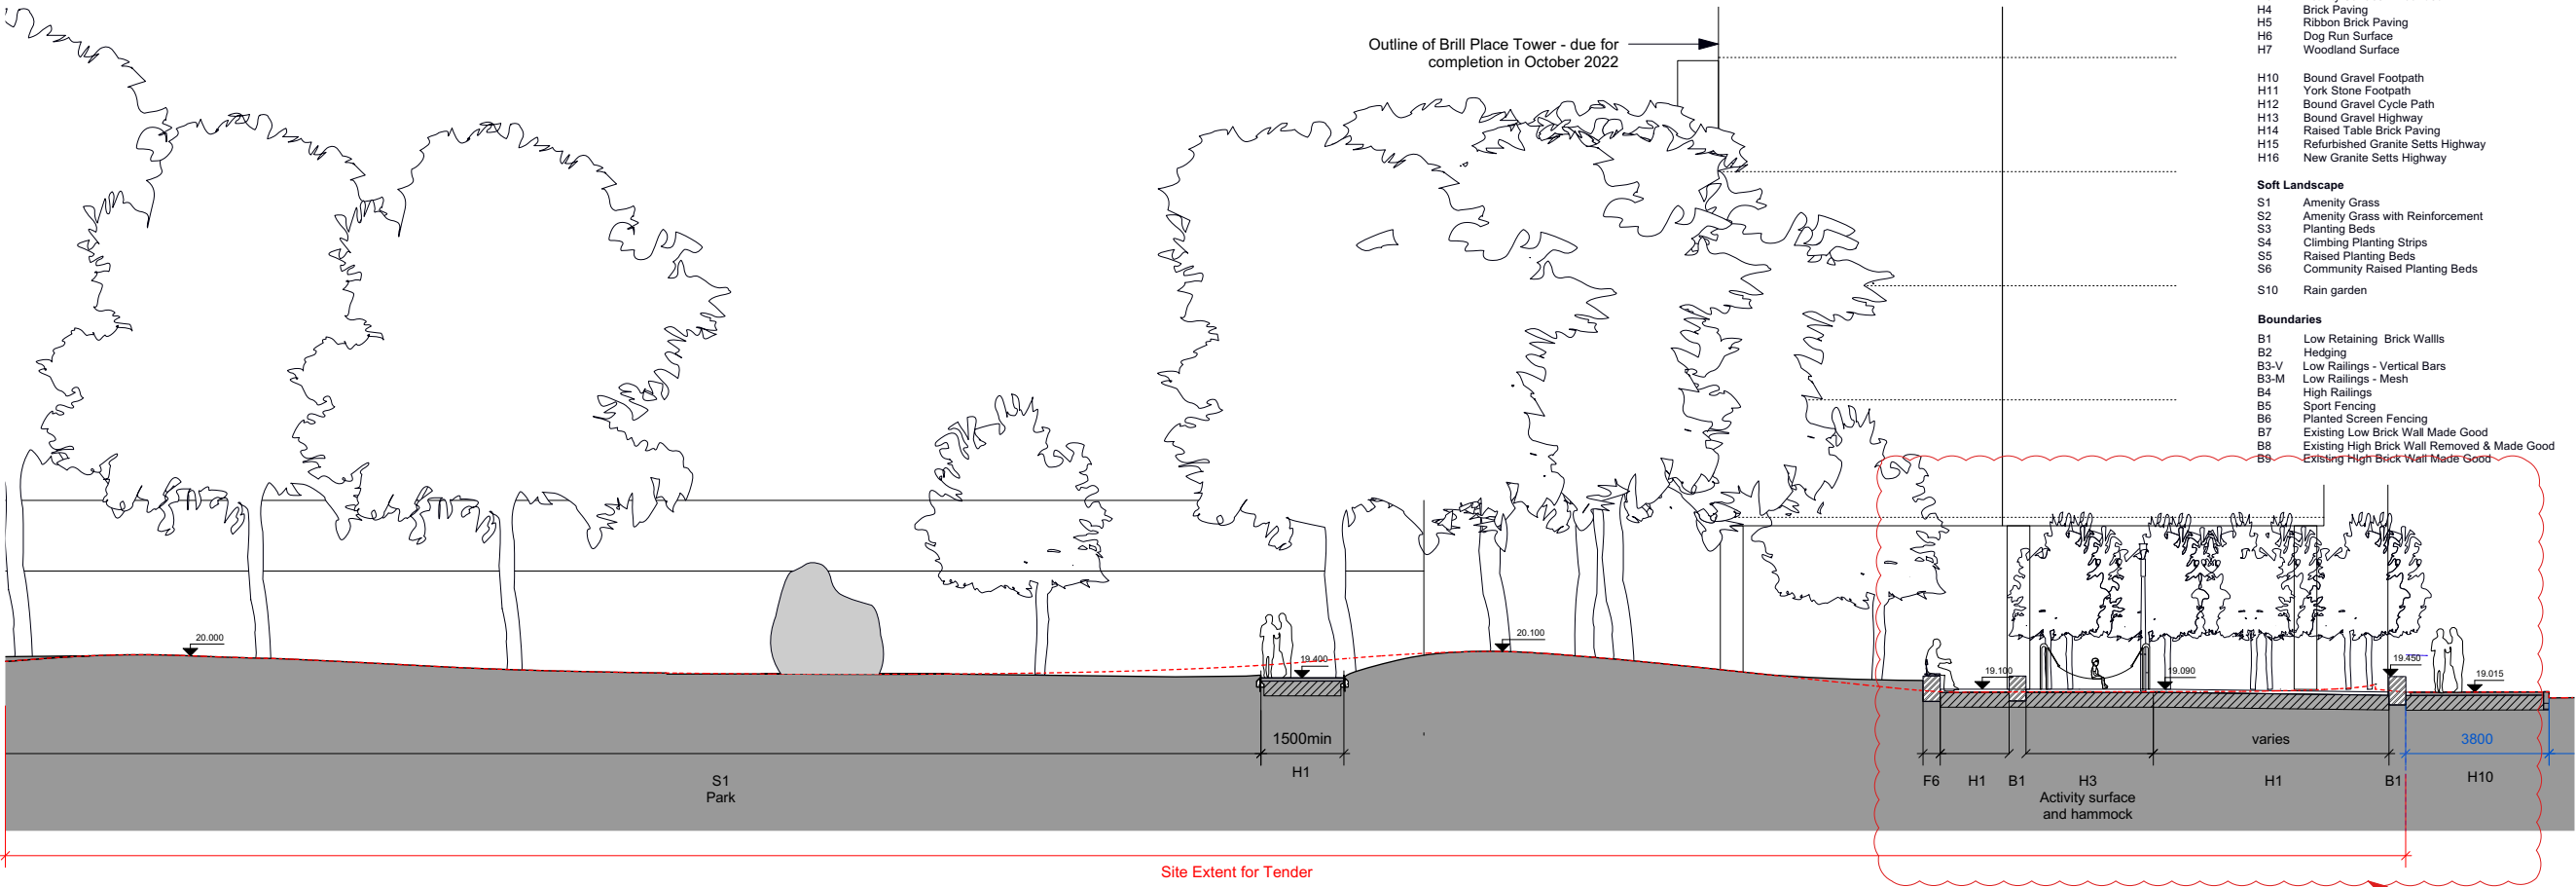 Outline of Brill Place Tower - due for
completion in October 2022
H4 Brick Paving
H5 Ribbon Brick Paving
H6 Dog Run Surface
H7 Woodland Surface
H10 Bound Gravel Footpath
H11 York Stone Footpath
H12 Bound Gravel Cycle Path
H13 Bound Gravel Highway
H14 Raised Table Brick Paving
H15 Refurbished Granite Setts Highway
H16 New Granite Setts Highway
Soft Landscape
S1 Amenity Grass
S2 Amenity Grass with Reinforcement
S3 Planting Beds
S4 Climbing Planting Strips
S5 Raised Planting Beds
S6 Community Raised Planting Beds
S10 Rain garden
Boundaries
B1 Low Retaining Brick Wallls
B2 Hedging
B3-V Low Railings - Vertical Bars
B3-M Low Railings - Mesh
B4 High Railings
B5 Sport Fencing
B6 Planted Screen Fencing
B7 Existing Low Brick Wall Made Good
B8 Existing High Brick Wall Removed & Made Good
B9 Existing High Brick Wall Made Good
20.000
19.400
20.100
19.100
19.090
19.450
19.015
1500min
varies
3800
S1
Park
H1
F6
H1
B1
H3
Activity surface
and hammock
H1
B1
H10
Site Extent for Tender